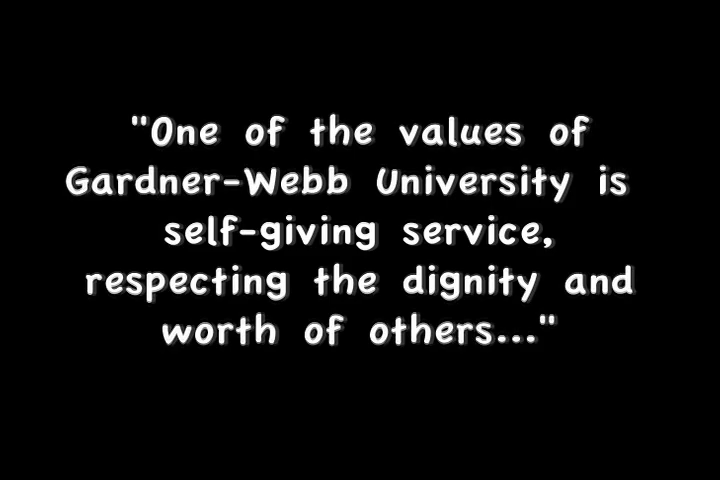 "One of the values of
Gardner-Webb University is
self-giving service,
respecting the dignity and
worth of others..."